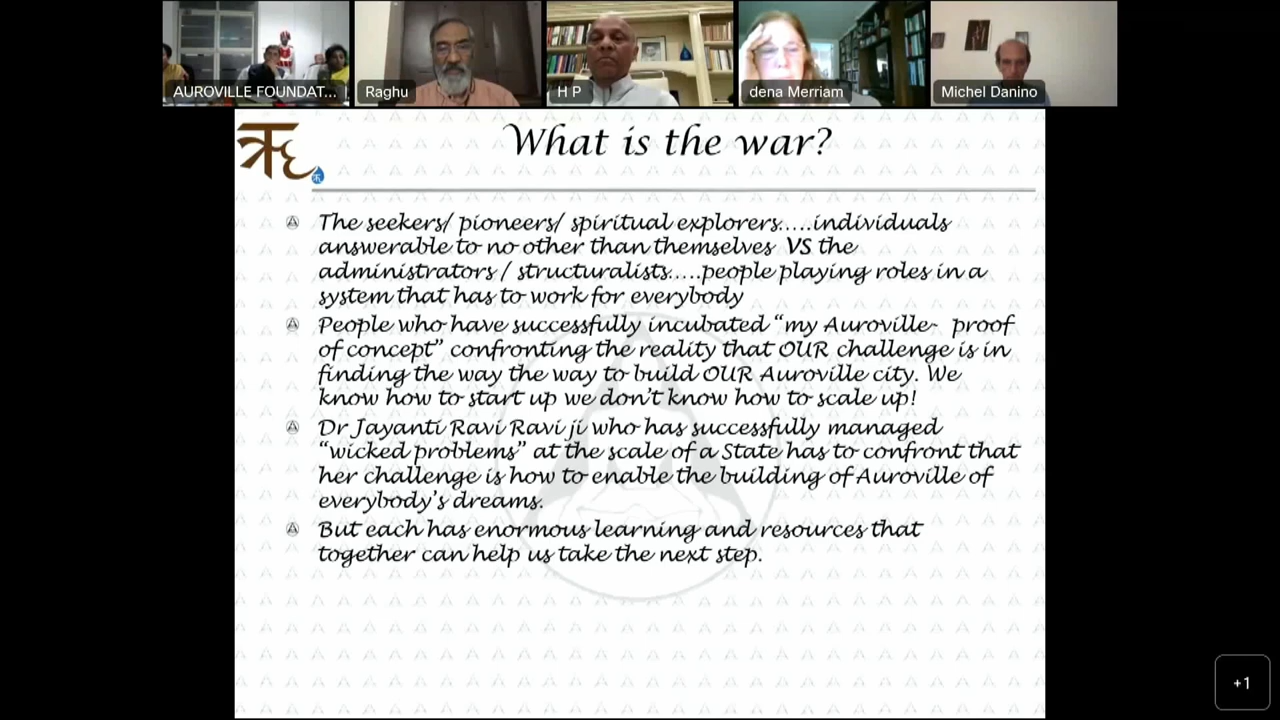 AUROVILLE FOUNDAT...
Raghu
H P
dena Merriam
Michel Danino
What is the war?
The seekers/ pioneers/ spiritual explorers.....individuals
answerable to no other than themselves VS the
administrators / structuralists.....people playing roles in a
system that has to work for everybody
People who have successfully incubated “my Auroville- proof
of concept” confronting the reality that OUR challenge is in
finding the way the way to build OUR Auroville city. We
know how to start up we don’t know how to scale up!
Dr Jayanti Ravi Ravi ji who has successfully managed
“wicked problems” at the scale of a State has to confront that
her challenge is how to enable the building of Auroville of
everybody’s dreams.
But each has enormous learning and resources that
together can help us take the next step.
+1